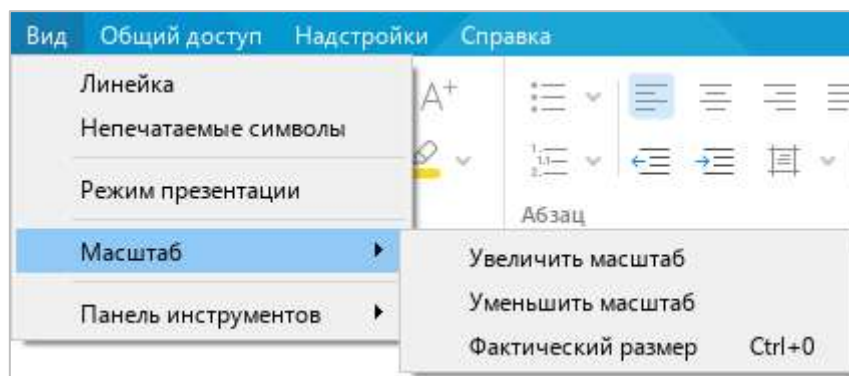 Вид Общий доступ Надстройки Справка
Линейка
Непечатаемые символы
Режим презентации
Масштаб
Панель инструментов
A+
Абзац
Увеличить масштаб
Уменьшить масштаб
Фактический размер Ctrl+0